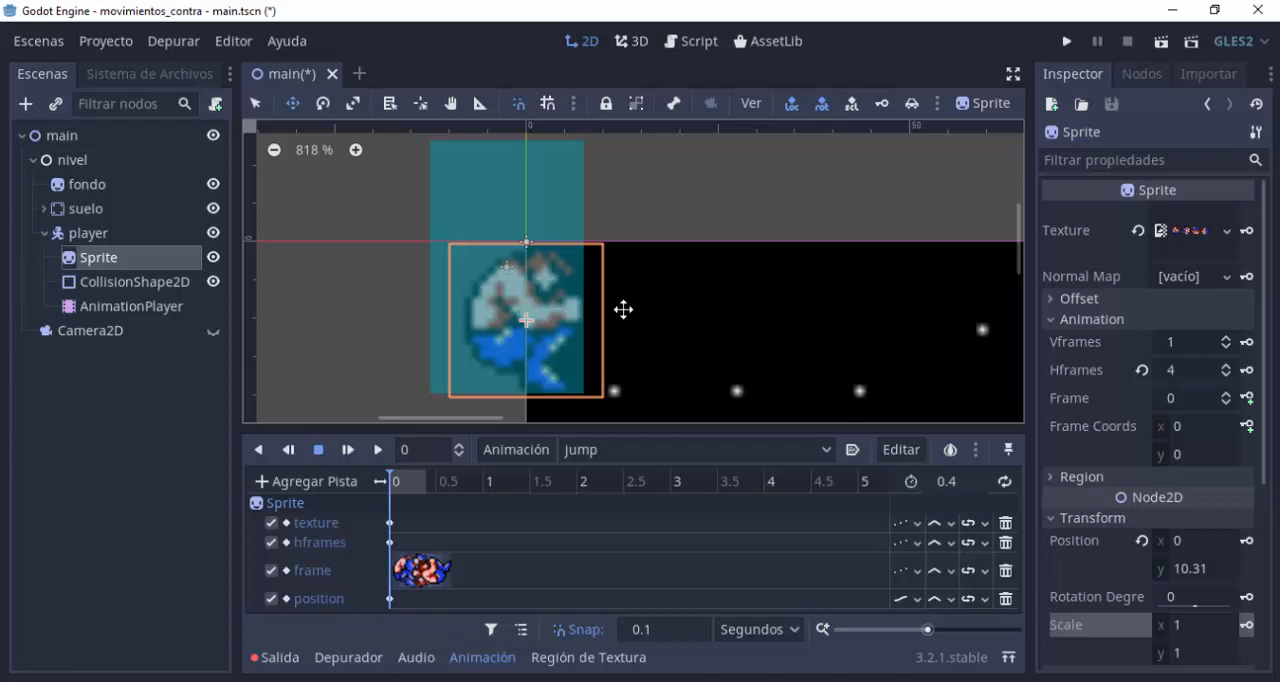 Godot Engine - movimientos_contra - main.tscn (*)
Escenas Proyecto Depurar Editor Ayuda 2D 3D Script AssetLib GLES2
Escenas Sistema de Archivos main(*) Inspector Nodos Importar
Filtrar nodos Ver Sprite
main Sprite
818 % 0 50
nivel Filtrar propiedades
fondo Sprite
suelo
player Texture
Sprite
CollisionShape2D Normal Map [vacío]
AnimationPlayer Offset
Camera2D Animation
Vframes 1
Hframes 4
Frame 0
Frame Coords x 0
y 0
0 Animación jump Editar
Agregar Pista 0 0.5 1 1.5 2 2.5 3 3.5 4 4.5 5 0.4 Region
Sprite Node2D
texture Transform
hframes Position x 0
frame y 10.31
position Rotation Degre 0
Snap: 0.1 Segundos Scale x 1
y 1
Salida Depurador Audio Animación Región de Textura 3.2.1.stable